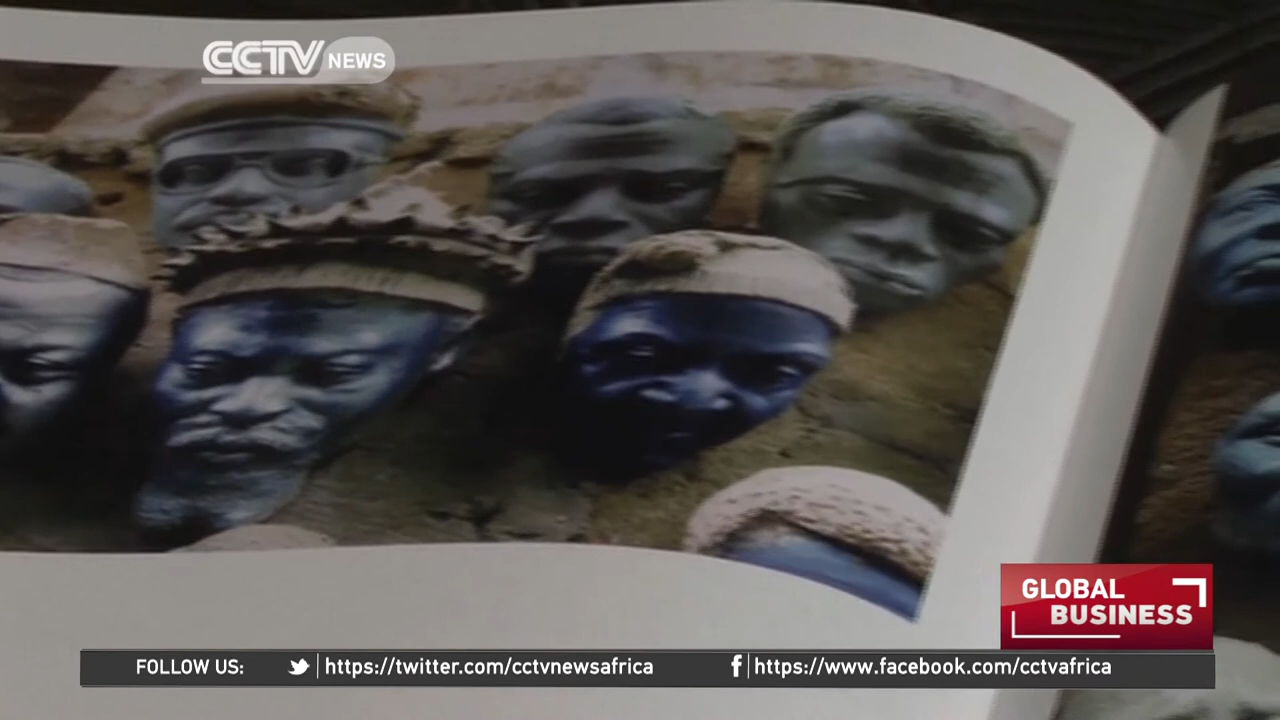 CCTV NEWS
GLOBAL
BUSINESS
FOLLOW US: https://twitter.com/cctvnewsafrica https://www.facebook.com/cctvafrica